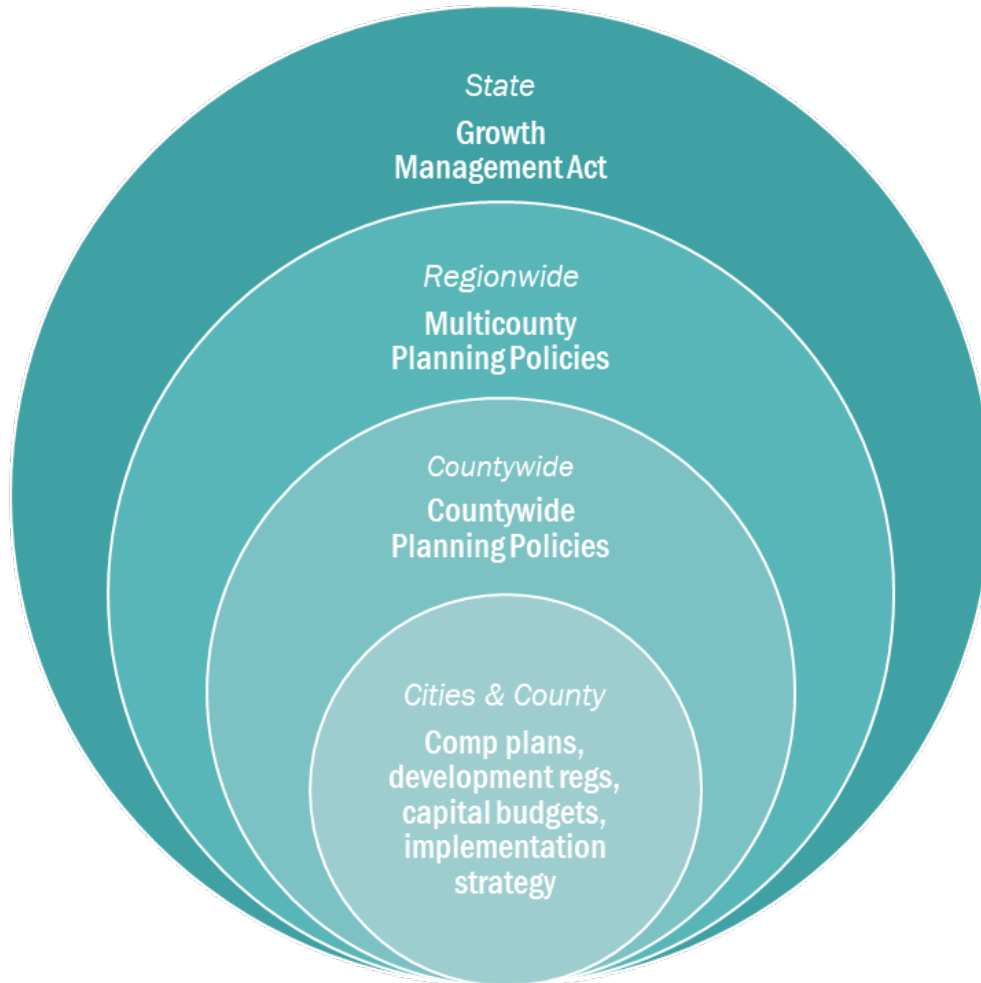 State
Growth
Management Act
Regionwide
Multicounty
Planning Policies
Countywide
Countywide
Planning Policies
Cities & County
Comp plans,
development regs,
capital budgets,
implementation
strategy